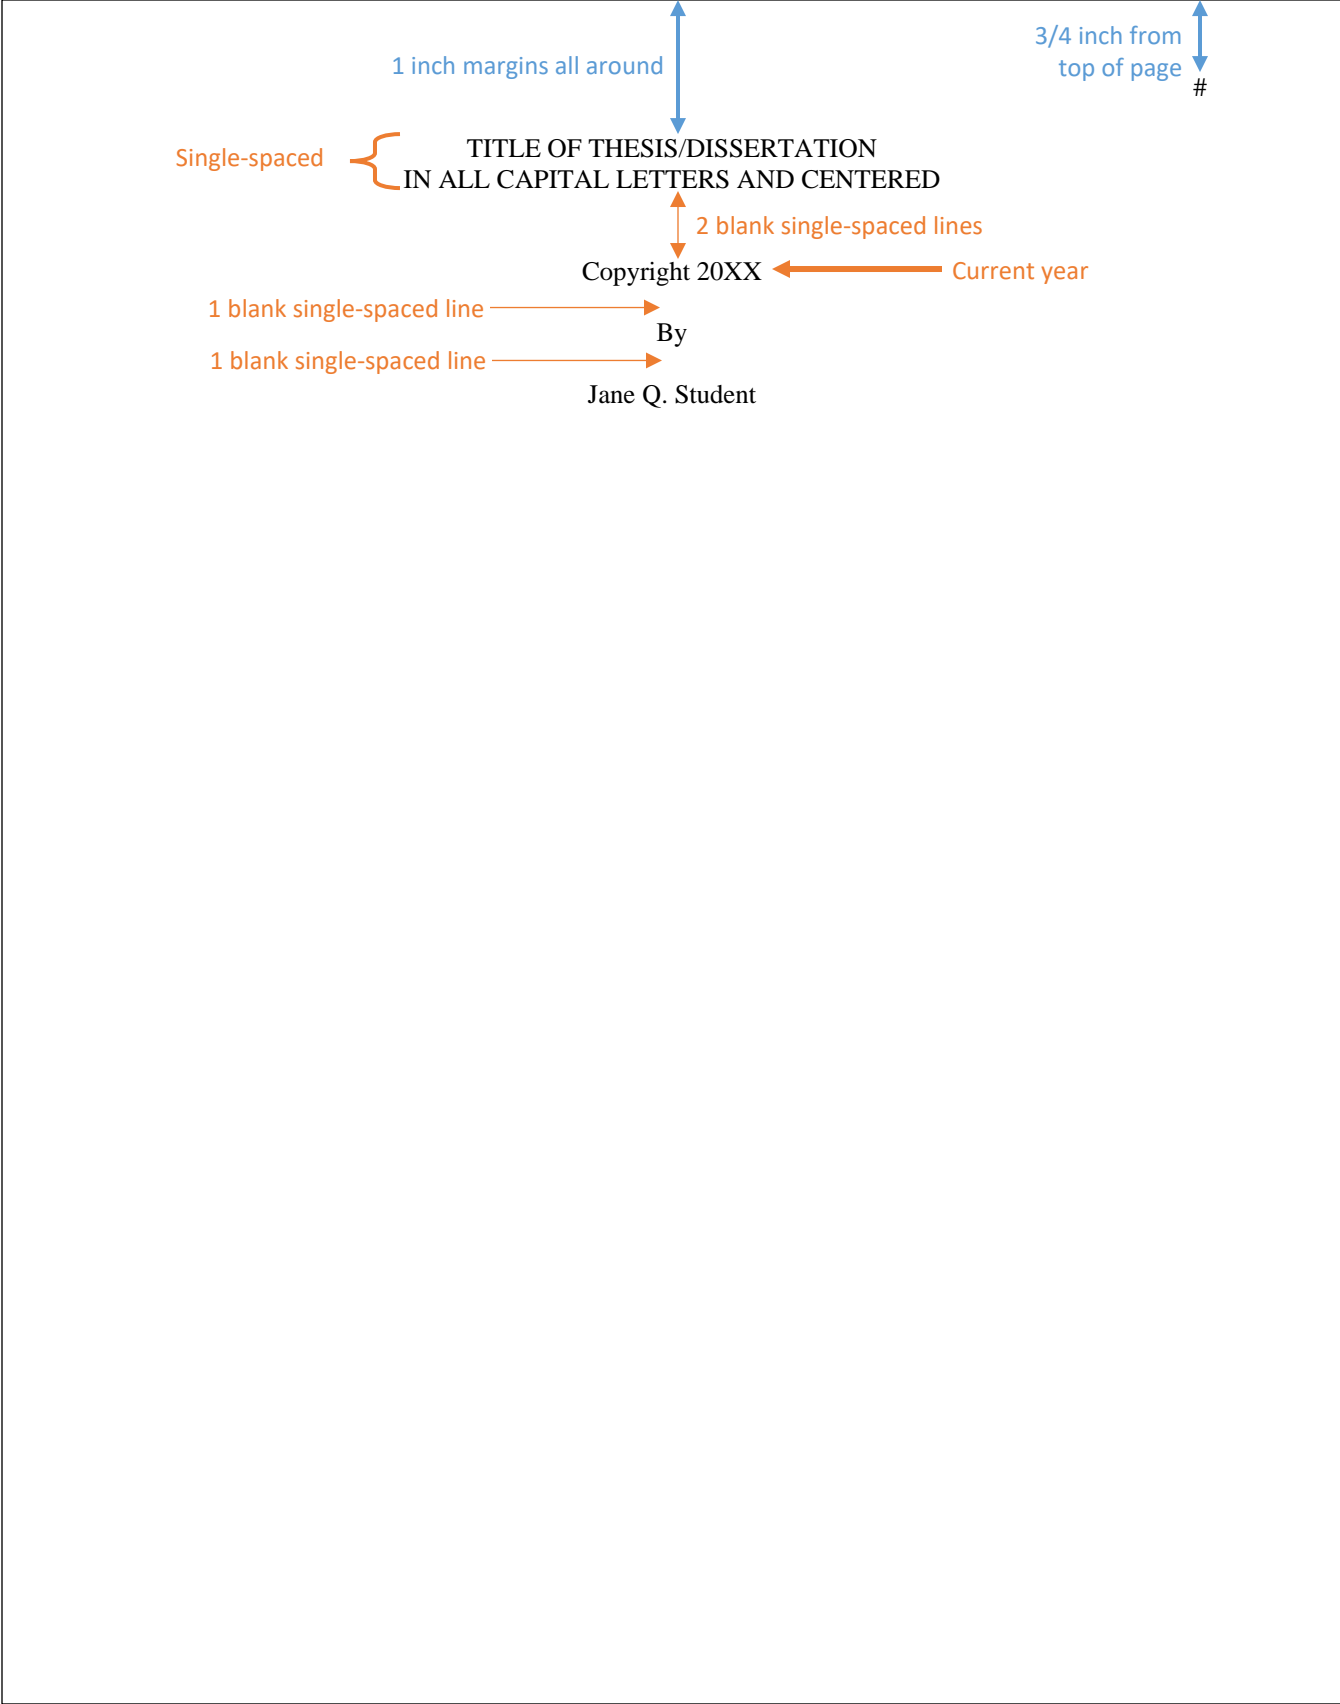 3/4 inch from
1 inch margins all around
top of page
#
Single-spaced
TITLE OF THESIS/DISSERTATION
IN ALL CAPITAL LETTERS AND CENTERED
2 blank single-spaced lines
Copyright 20XX
Current year
1 blank single-spaced line
By
1 blank single-spaced line
Jane Q. Student